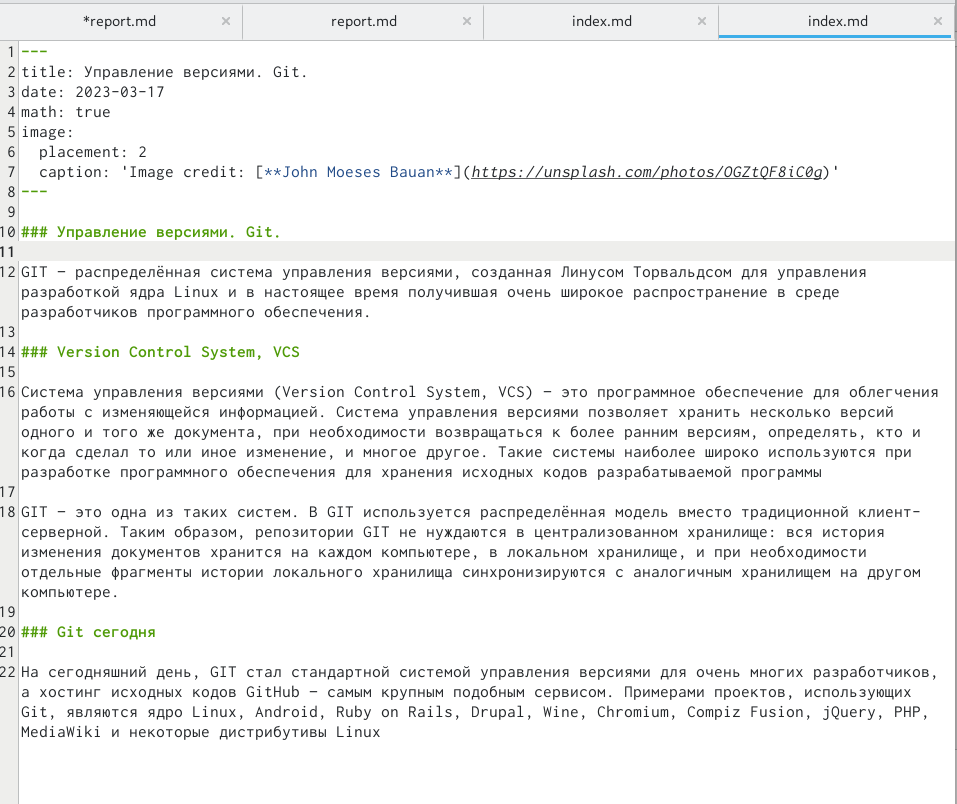 *report.md × report.md × index.md × index.md ×
1 ---
2 title: Управление версиями. Git.
3 date: 2023-03-17
4 math: true
5 image:
6   placement: 2
7   caption: 'Image credit: [**John Moeses Bauan**](https://unsplash.com/photos/OGZtQF8iC0g)'
8 ---
9
10 ### Управление версиями. Git.
11
12 GIT — распределённая система управления версиями, созданная Линусом Торвальдсом для управления
разработкой ядра Linux и в настоящее время получившая очень широкое распространение в среде
разработчиков программного обеспечения.
13
14 ### Version Control System, VCS
15
16 Система управления версиями (Version Control System, VCS) — это программное обеспечение для облегчения
работы с изменяющейся информацией. Система управления версиями позволяет хранить несколько версий
одного и того же документа, при необходимости возвращаться к более ранним версиям, определять, кто и
когда сделал то или иное изменение, и многое другое. Такие системы наиболее широко используются при
разработке программного обеспечения для хранения исходных кодов разрабатываемой программы
17
18 GIT — это одна из таких систем. В GIT используется распределённая модель вместо традиционной клиент-
серверной. Таким образом, репозитории GIT не нуждаются в централизованном хранилище: вся история
изменения документов хранится на каждом компьютере, в локальном хранилище, и при необходимости
отдельные фрагменты истории локального хранилища синхронизируются с аналогичным хранилищем на другом
компьютере.
19
20 ### Git сегодня
21
22 На сегодняшний день, GIT стал стандартной системой управления версиями для очень многих разработчиков,
а хостинг исходных кодов GitHub — самым крупным подобным сервисом. Примерами проектов, использующих
Git, являются ядро Linux, Android, Ruby on Rails, Drupal, Wine, Chromium, Compiz Fusion, jQuery, PHP,
MediaWiki и некоторые дистрибутивы Linux